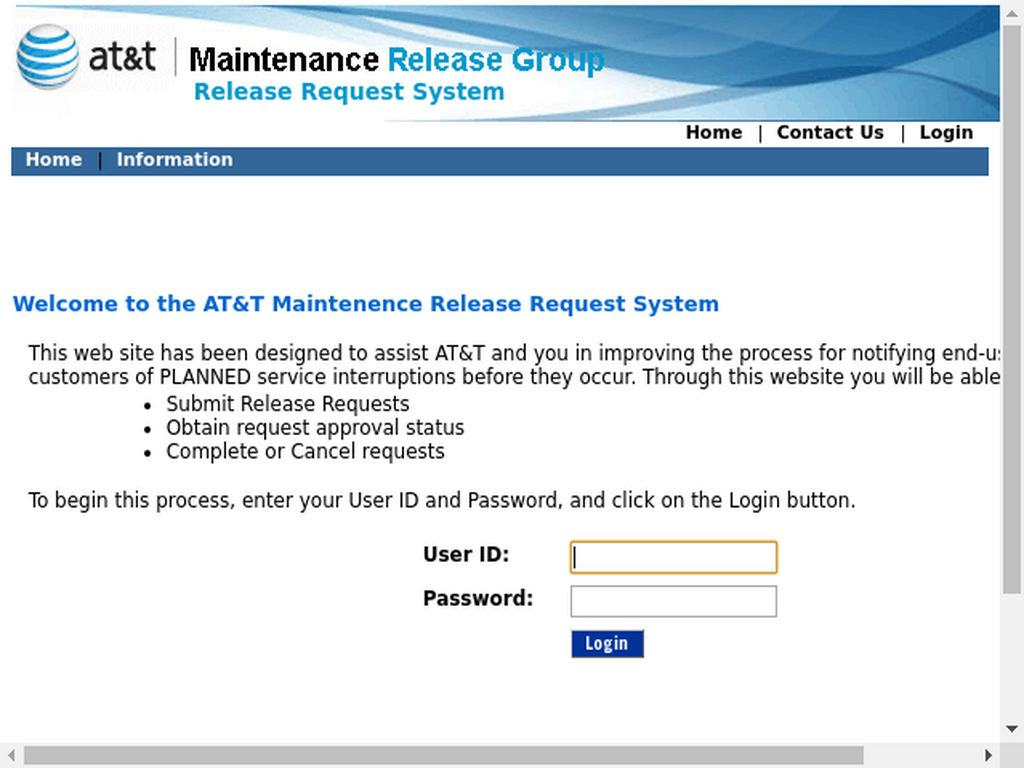 at&t | Maintenance Release Group
Release Request System
Home | Contact Us | Login
Home | Information
Welcome to the AT&T Maintenence Release Request System
This web site has been designed to assist AT&T and you in improving the process for notifying
customers of PLANNED service interruptions before they occur. Through this website you will be able
• Submit Release Requests
• Obtain request approval status
• Complete or Cancel requests
To begin this process, enter your User ID and Password, and click on the Login button.
User ID:
Password:
Login